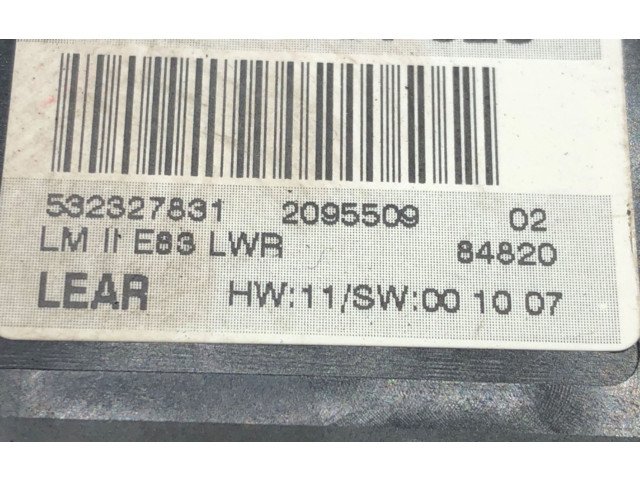 532327831 2095509 02
LM II E83 LWR 84820
LEAR HW:11/SW:00 10 07